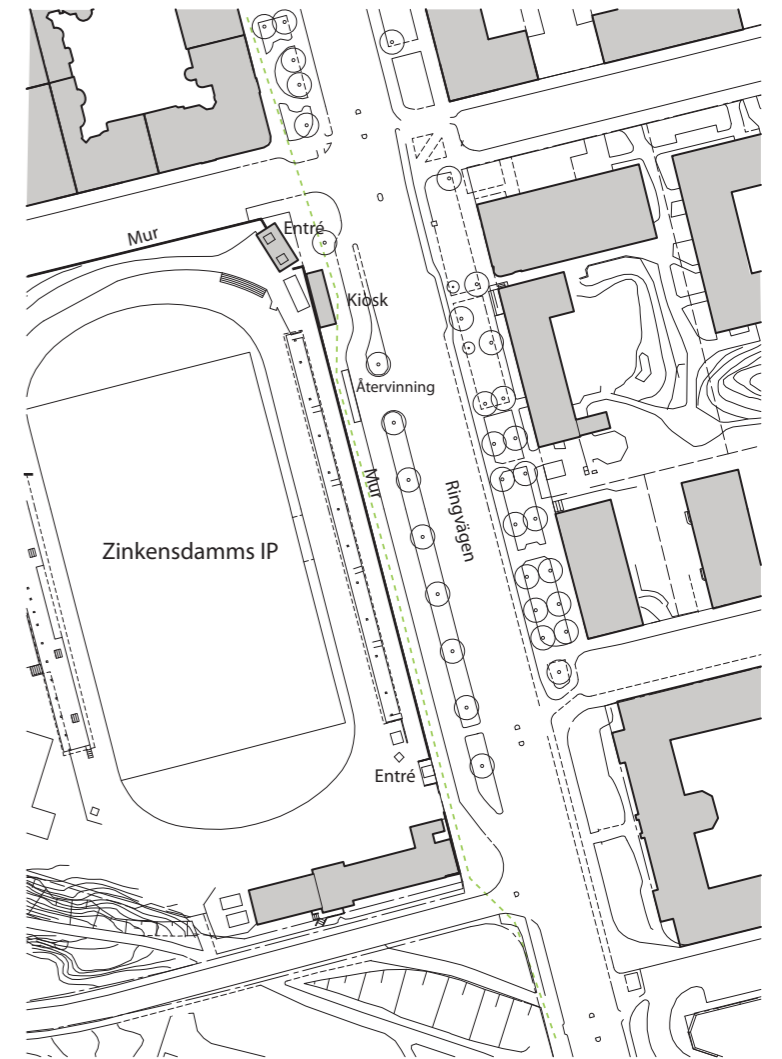 Entré
Mur
Kiosk
Återvinning
Mur
Ringvägen
Zinkensdamms IP
Entré